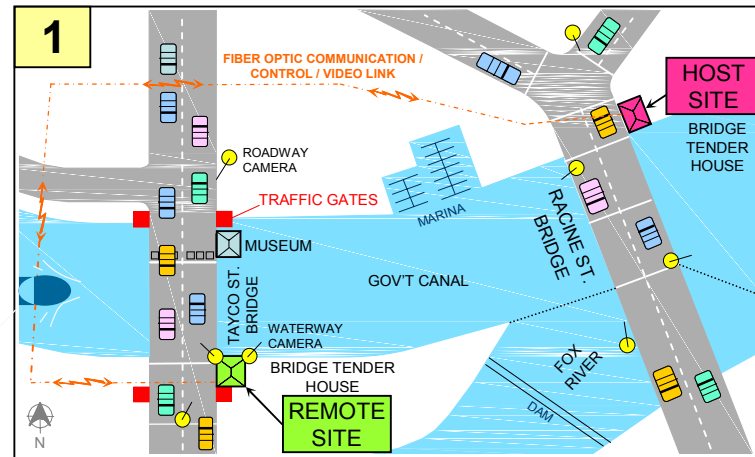 1
FIBER OPTIC COMMUNICATION /
CONTROL / VIDEO LINK
HOST
SITE
BRIDGE
TENDER
HOUSE
ROADWAY
CAMERA
TRAFFIC GATES
MARINA
RACINE ST.
BRIDGE
MUSEUM
TAYCO ST.
BRIDGE
GOV'T CANAL
WATERWAY
CAMERA
BRIDGE TENDER
HOUSE
FOX
RIVER
DAM
REMOTE
SITE
N